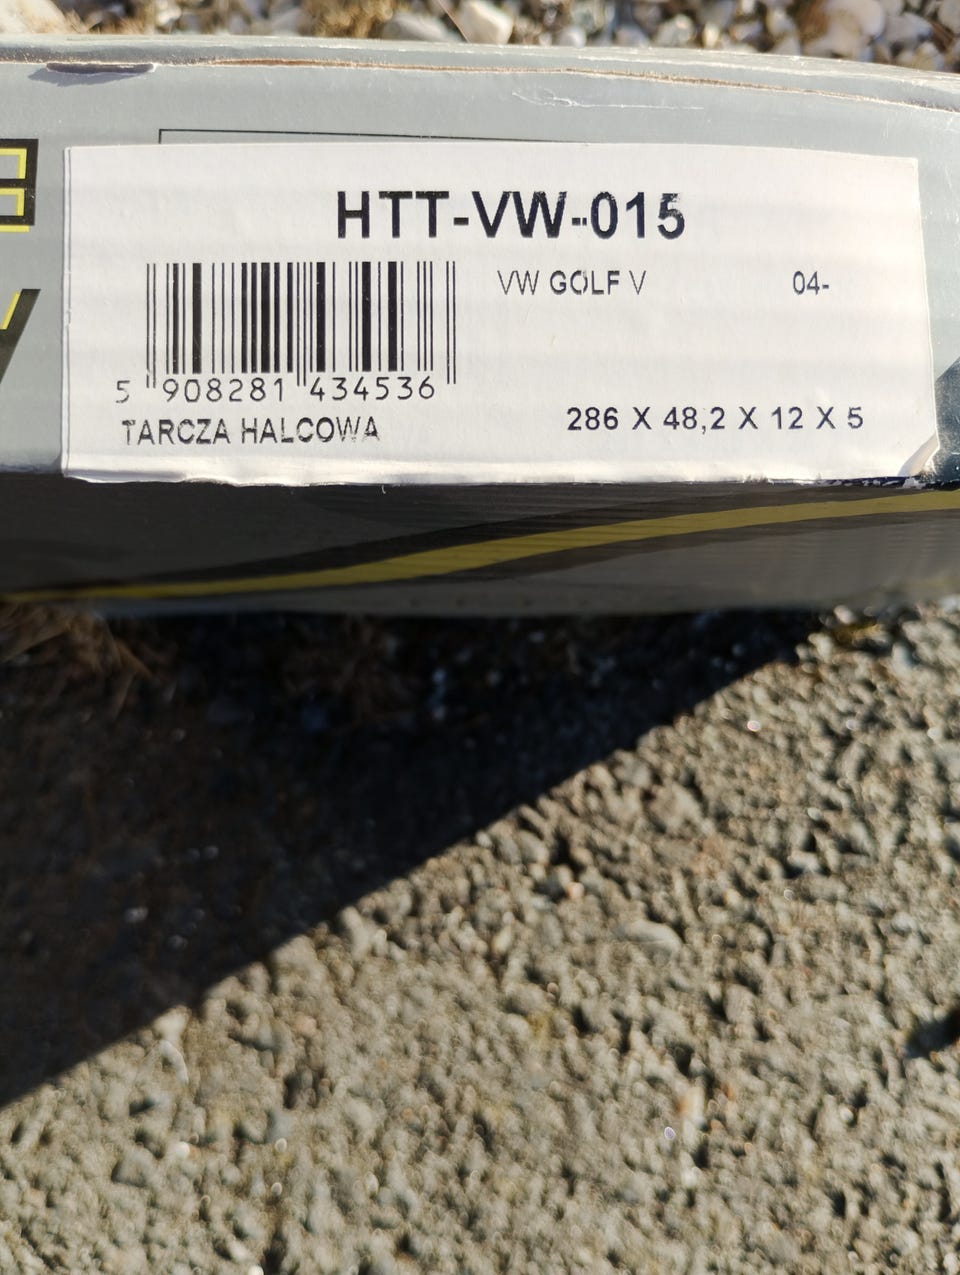 HTT-VW-015
VW GOLF V 04-
5 908281 434536
TARCZA HALCOWA
286 X 48,2 X 12 X 5